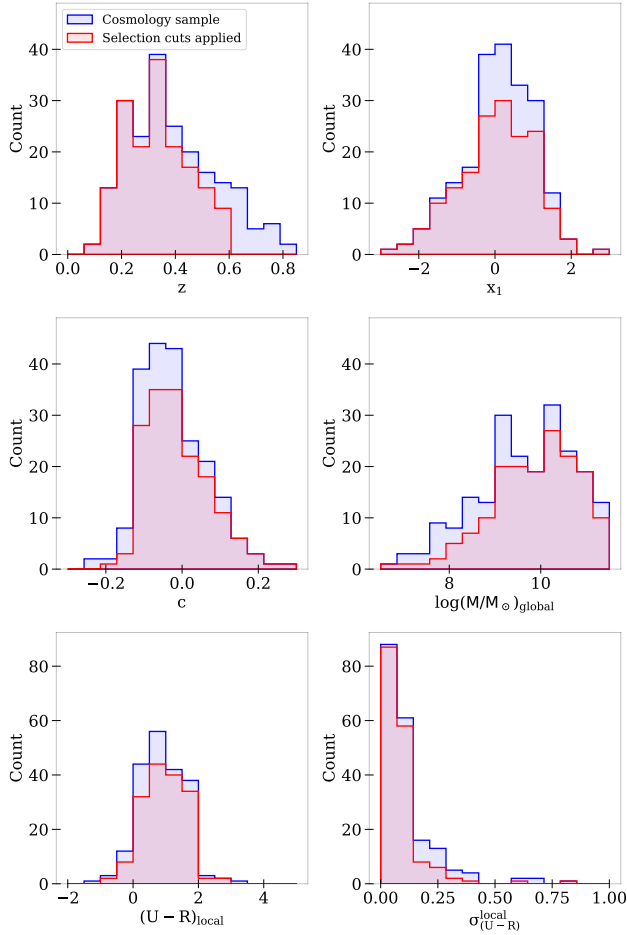 Cosmology sample
Selection cuts applied
Count
40
30
20
10
0
0.0 0.2 0.4 0.6 0.8
z
Count
40
30
20
10
0
−2 0 2
x₁
Count
40
30
20
10
0
−0.2 0.0 0.2
c
Count
40
30
20
10
0
8 10
log(M/M☉)global
Count
80
60
40
20
0
−2 0 2 4
(U − R)local
Count
80
60
40
20
0
0.00 0.25 0.50 0.75 1.00
σ(U−R)local